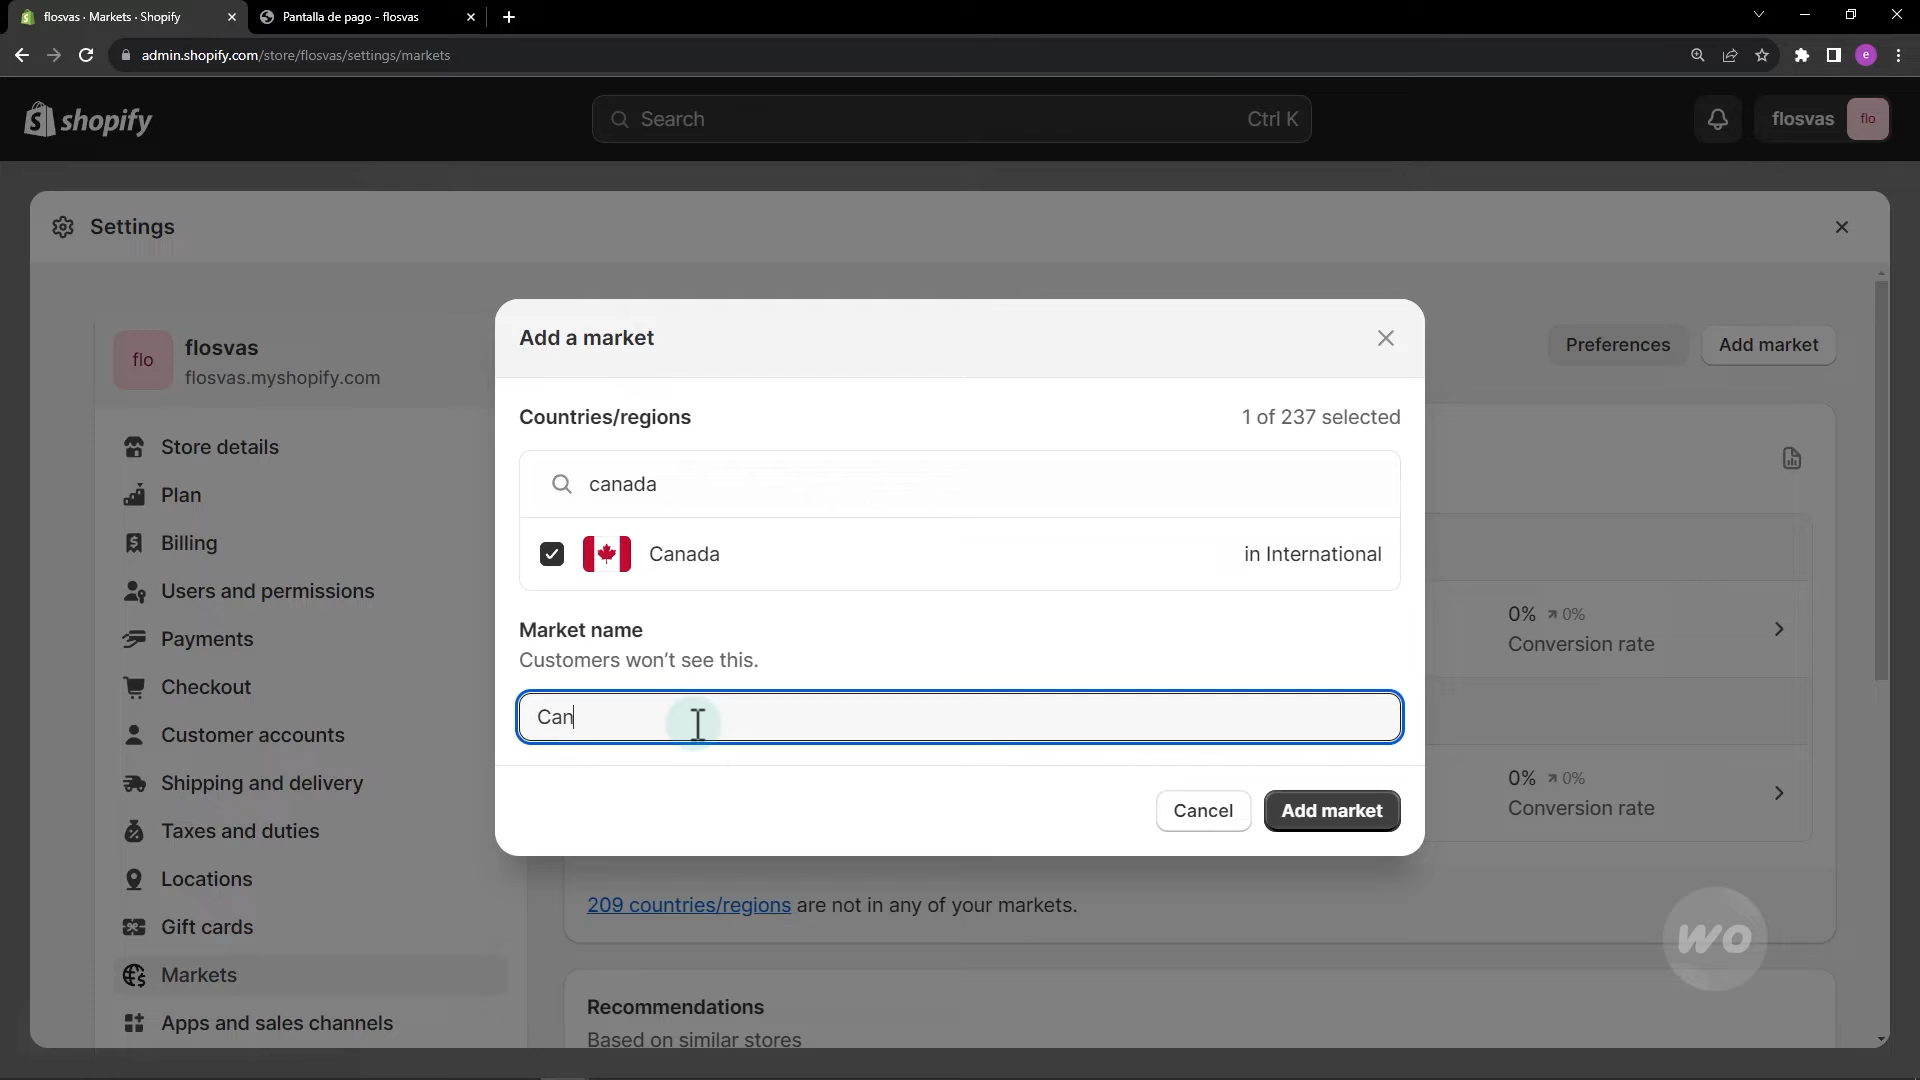 flosvas · Markets · Shopify
Pantalla de pago - flosvas
admin.shopify.com/store/flosvas/settings/markets
e
shopify
Search
Ctrl K
flosvas
flo
Settings
flo
flosvas
flosvas.myshopify.com
Store details
Plan
Billing
Users and permissions
Payments
Checkout
Customer accounts
Shipping and delivery
Taxes and duties
Locations
Gift cards
Markets
Apps and sales channels
Preferences
Add market
Add a market
Countries/regions
1 of 237 selected
canada
Canada
in International
Market name
Customers won’t see this.
Can
Cancel
Add market
0% 0%
Conversion rate
0% 0%
Conversion rate
209 countries/regions are not in any of your markets.
wo
Recommendations
Based on similar stores